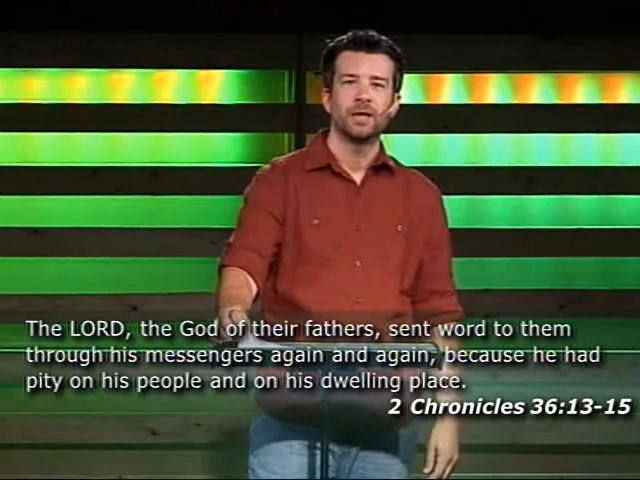 The LORD, the God of their fathers, sent word to them
through his messengers again and again, because he had
pity on his people and on his dwelling place.
2 Chronicles 36:13-15